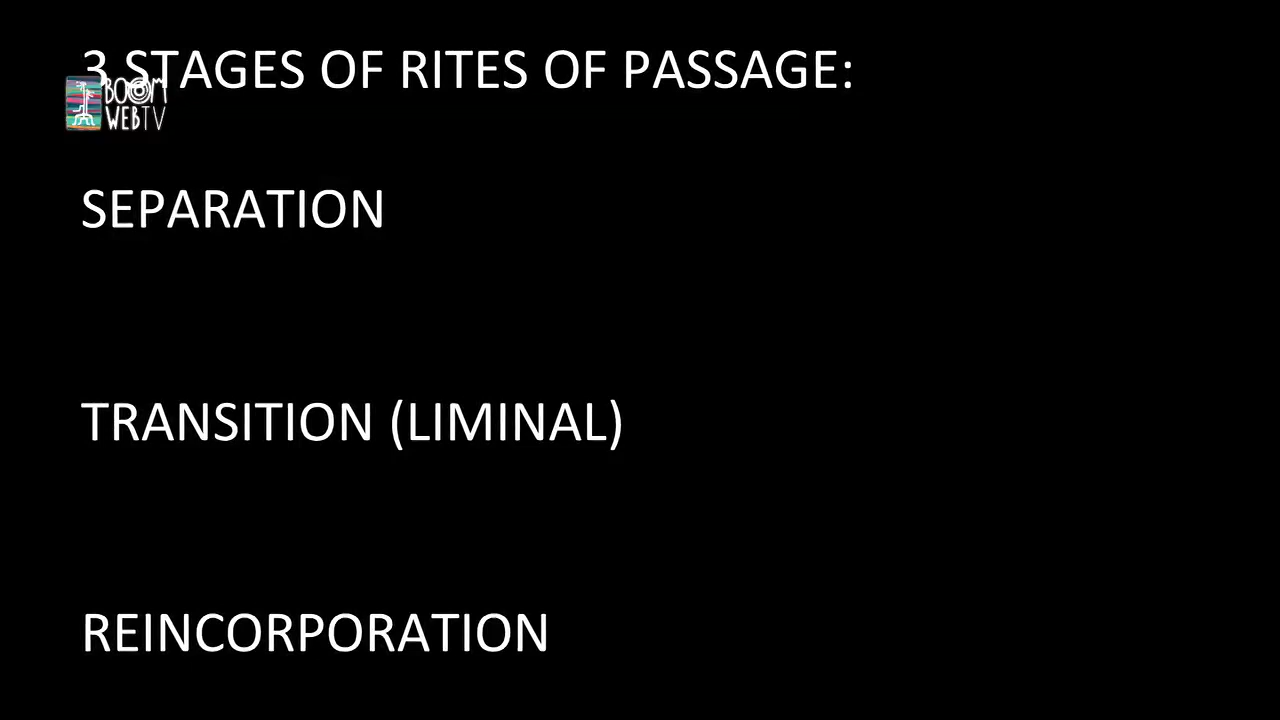 3 STAGES OF RITES OF PASSAGE:
BOOM
WEBTV
SEPARATION
TRANSITION (LIMINAL)
REINCORPORATION